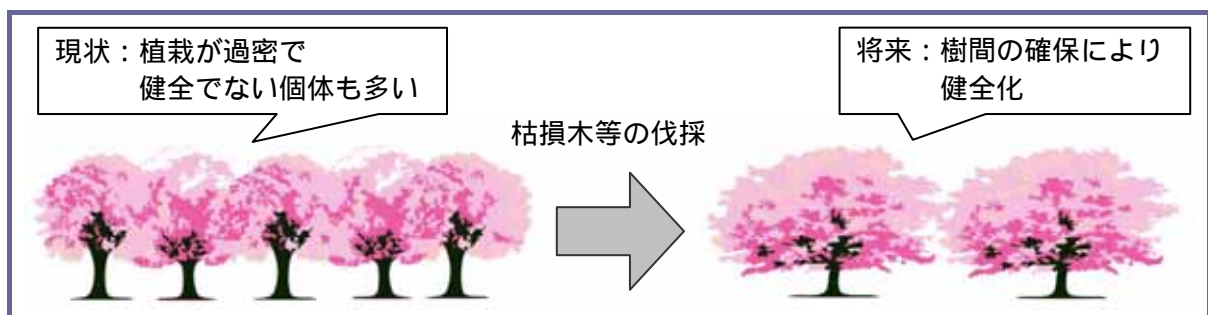 現状：植栽が過密で
健全でない個体も多い
枯損木等の伐採
将来：樹間の確保により
健全化